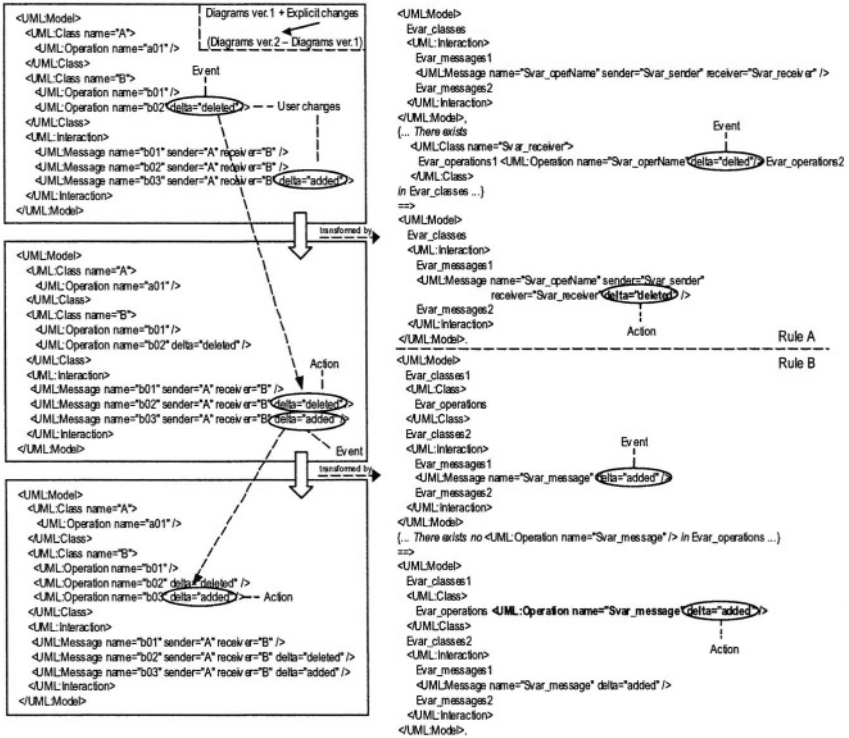 Diagrams ver.1 + Explicit changes
(Diagrams ver.2 – Diagrams ver.1)
<UML:Model>
<UML:Class name="A">
<UML:Operation name="a01" />
</UML:Class>
<UML:Class name="B">
Event
<UML:Operation name="b01" />
<UML:Operation name="b02" delta="deleted" />
User changes
</UML:Class>
<UML:Interaction>
<UML:Message name="b01" sender="A" receiver="B" />
<UML:Message name="b02" sender="A" receiver="B" />
<UML:Message name="b03" sender="A" receiver="B" delta="added" />
</UML:Interaction>
</UML:Model>
transformed by
<UML:Model>
<UML:Class name="A">
<UML:Operation name="a01" />
</UML:Class>
<UML:Class name="B">
<UML:Operation name="b01" />
<UML:Operation name="b02" delta="deleted" />
</UML:Class>
Action
<UML:Interaction>
<UML:Message name="b01" sender="A" receiver="B" />
<UML:Message name="b02" sender="A" receiver="B" delta="deleted" />
<UML:Message name="b03" sender="A" receiver="B" delta="added" />
</UML:Interaction>
Event
</UML:Model>
transformed by
<UML:Model>
<UML:Class name="A">
<UML:Operation name="a01" />
</UML:Class>
<UML:Class name="B">
<UML:Operation name="b01" />
<UML:Operation name="b02" delta="deleted" />
<UML:Operation name="b03" delta="added" />
Action
</UML:Class>
<UML:Interaction>
<UML:Message name="b01" sender="A" receiver="B" />
<UML:Message name="b02" sender="A" receiver="B" delta="deleted" />
<UML:Message name="b03" sender="A" receiver="B" delta="added" />
</UML:Interaction>
</UML:Model>
<UML:Model>
Evar_classes
<UML:Interaction>
Evar_messages1
<UML:Message name="Svar_operName" sender="Svar_sender" receiver="Svar_receiver" />
Evar_messages2
</UML:Interaction>
</UML:Model>,
{... There exists
Event
<UML:Class name="Svar_receiver">
Evar_operations1 <UML:Operation name="Svar_operName" delta="delted" /> Evar_operations2
</UML:Class>
in Evar_classes ...}
==>
<UML:Model>
Evar_classes
<UML:Interaction>
Evar_messages1
<UML:Message name="Svar_operName" sender="Svar_sender"
receiver="Svar_receiver" delta="deleted" />
Evar_messages2
</UML:Interaction>
Action
</UML:Model>.
Rule A
<UML:Model>
Rule B
Evar_classes1
<UML:Class>
Evar_operations
</UML:Class>
Evar_classes2
<UML:Interaction>
Event
Evar_messages1
<UML:Message name="Svar_message" delta="added" />
Evar_messages2
</UML:Interaction>
</UML:Model>
{... There exists no <UML:Operation name="Svar_message" /> in Evar_operations ...}
==>
<UML:Model>
Evar_classes1
<UML:Class>
Evar_operations <UML:Operation name="Svar_message" delta="added" />
</UML:Class>
Evar_classes2
Action
<UML:Interaction>
Evar_messages1
<UML:Message name="Svar_message" delta="added" />
Evar_messages2
</UML:Interaction>
</UML:Model>.